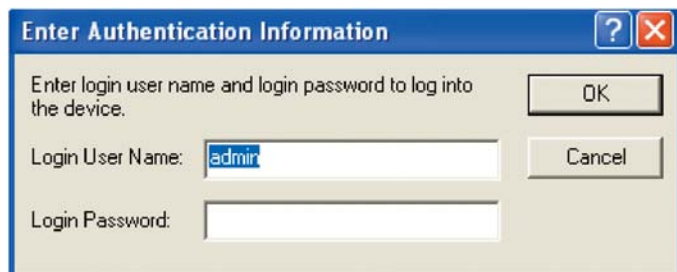 Enter Authentication Information
Enter login user name and login password to log into
the device.
OK
Login User Name: admin
Cancel
Login Password: